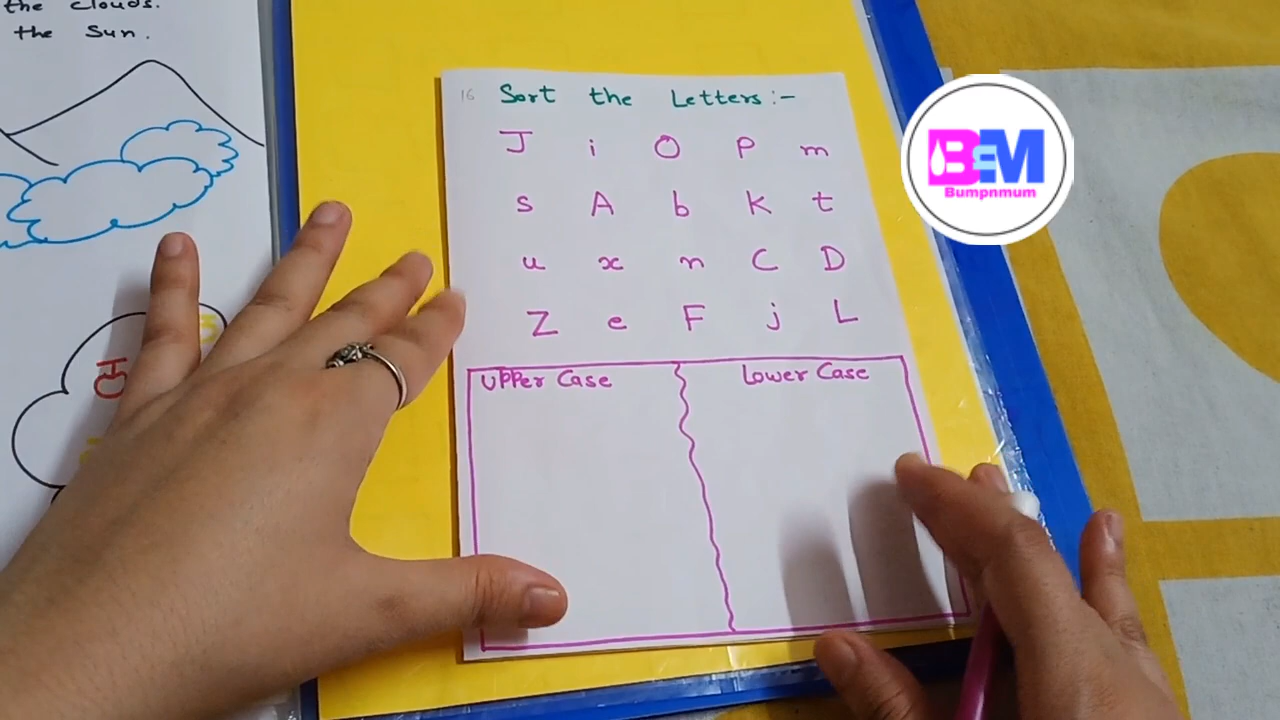 the clouds.
the Sun.
16 Sort the Letters:-
J i O P m
s A b K t
u x n C D
Z e F j L
UPPer Case
Lower Case
B&M
Bumpnmum